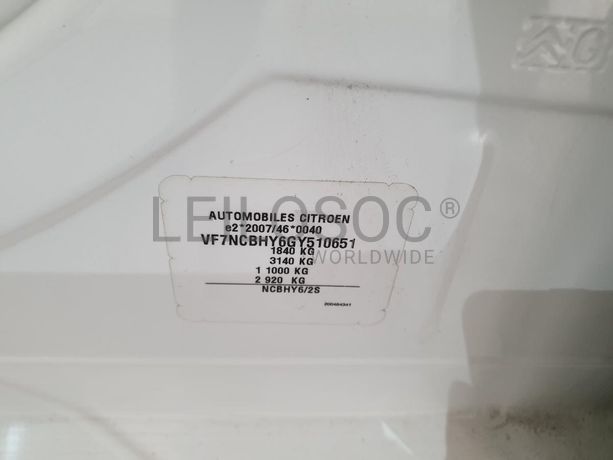 AUTOMOBILES CITROEN
e2*2007/46*0040
VF7NCBHY6GY510651
1840 KG
3140 KG
1 1000 KG
2 920 KG
NCBHY6/2S
LEILOSOC®
WORLDWIDE